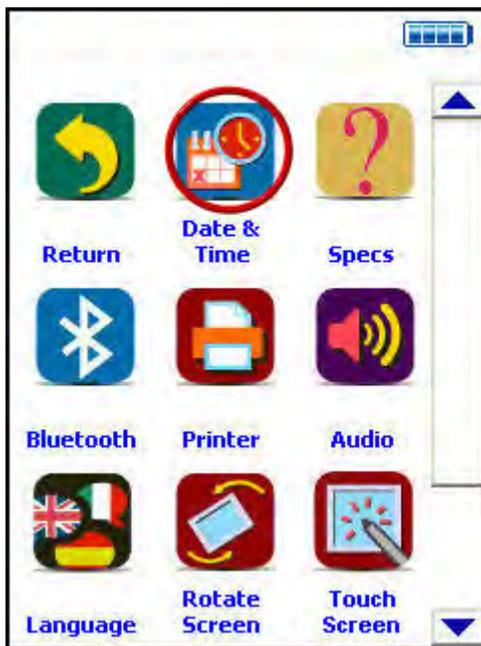 ?
Date &
Return
Time
Specs
Bluetooth
Printer
Audio
Language
Rotate
Screen
Touch
Screen